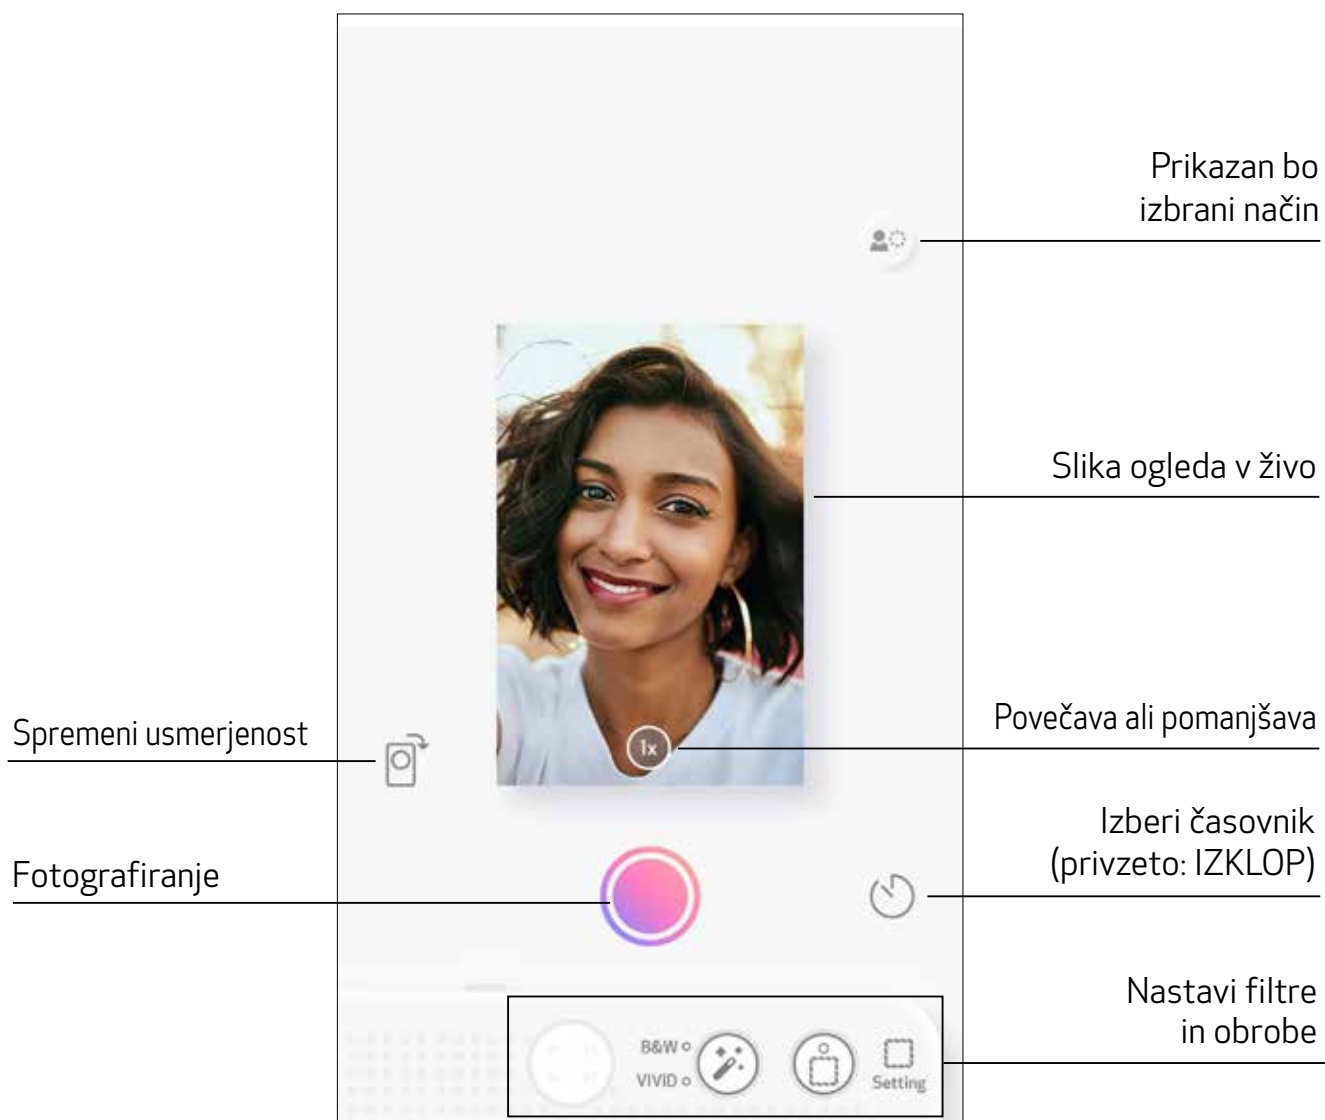 Prikazan bo
izbrani način
Slika ogleda v živo
Spremeni usmerjenost
1x
Povečava ali pomanjšava
Fotografiranje
Izberi časovnik
(privzeto: IZKLOP)
Nastavi filtre
in obrobe
B&W
VIVID
Setting